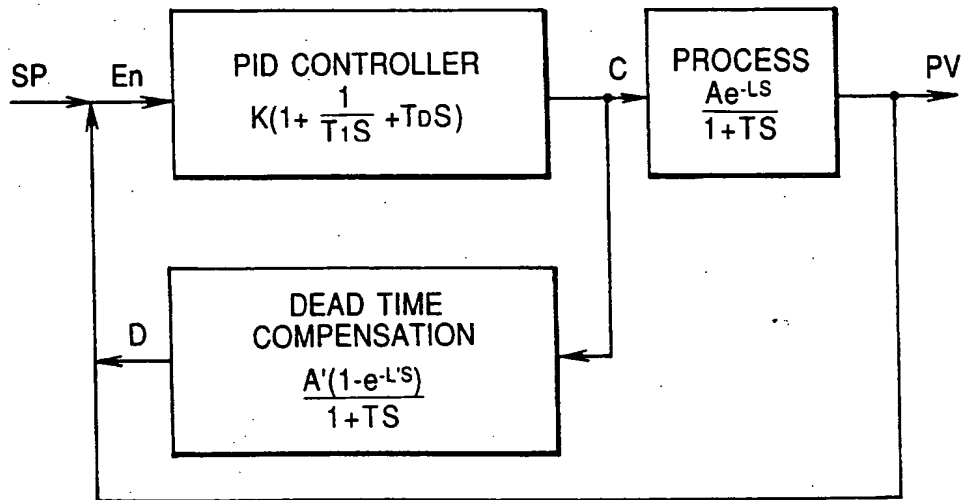 SP
En
PID CONTROLLER
K(1+ 1/T1S +TDS)
C
PROCESS
Ae-LS
1+TS
PV
D
DEAD TIME
COMPENSATION
A'(1-e-L'S)
1+TS